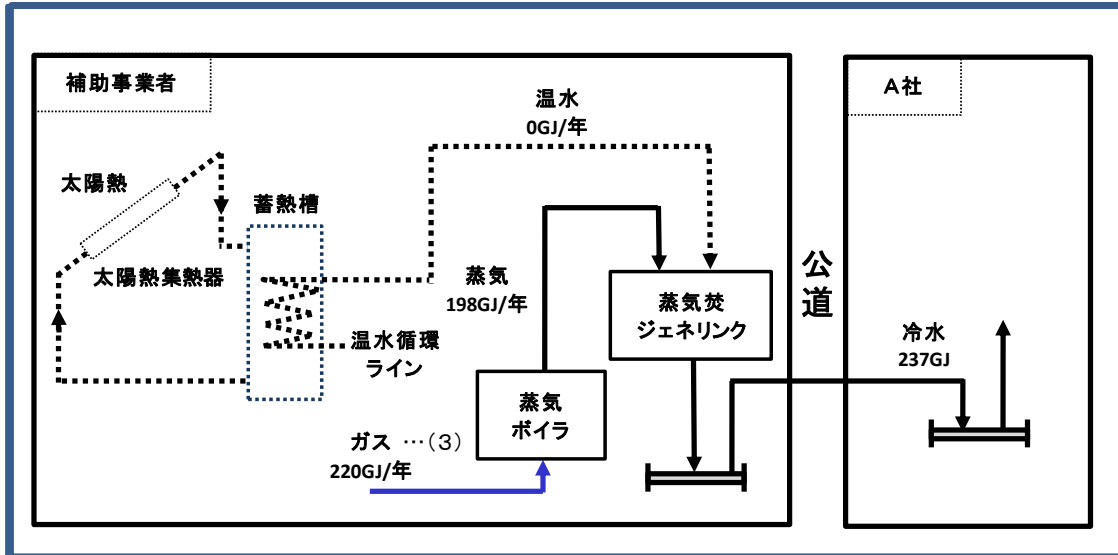 補助事業者
A社
温水
0GJ/年
太陽熱
蓄熱槽
太陽熱集熱器
蒸気
198GJ/年
蒸気焚
ジェネリンク
公道
冷水
237GJ
温水循環
ライン
蒸気
ボイラ
ガス …(3)
220GJ/年